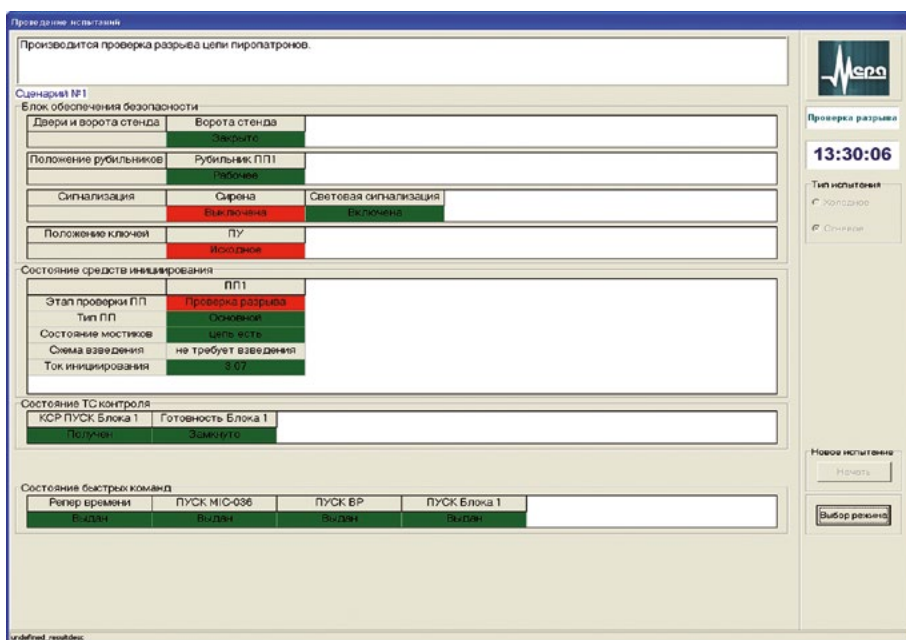 Проведение испытаний
Производится проверка разрыва цепи пиропатронов.
Мера
Сценарий №1
Проверка разрыва
13:30:06
Тип испытания
Холодное
Огневое
Блок обеспечения безопасности
Двери и ворота стенда Ворота стенда
Закрыто
Положение рубильников Рубильник ПП1
Рабочее
Сигнализация Сирена Световая сигнализация
Выключена Включена
Положение ключей ПУ
Исходное
Состояние средств инициирования
ПП1
Этап проверки ПП Проверка разрыва
Тип ПП Основной
Состояние мостиков цепь есть
Схема взведения не требует взведения
Ток инициирования 3.07
Состояние ТС контроля
КСР ПУСК Блока 1 Готовность Блока 1
Получен Замкнуто
Состояние быстрых команд
Репер времени ПУСК MIC-036 ПУСК ВР ПУСК Блока 1
Выдан Выдан Выдан Выдан
Новое испытание
Начать
Выбор режима
undefined_resultdesc